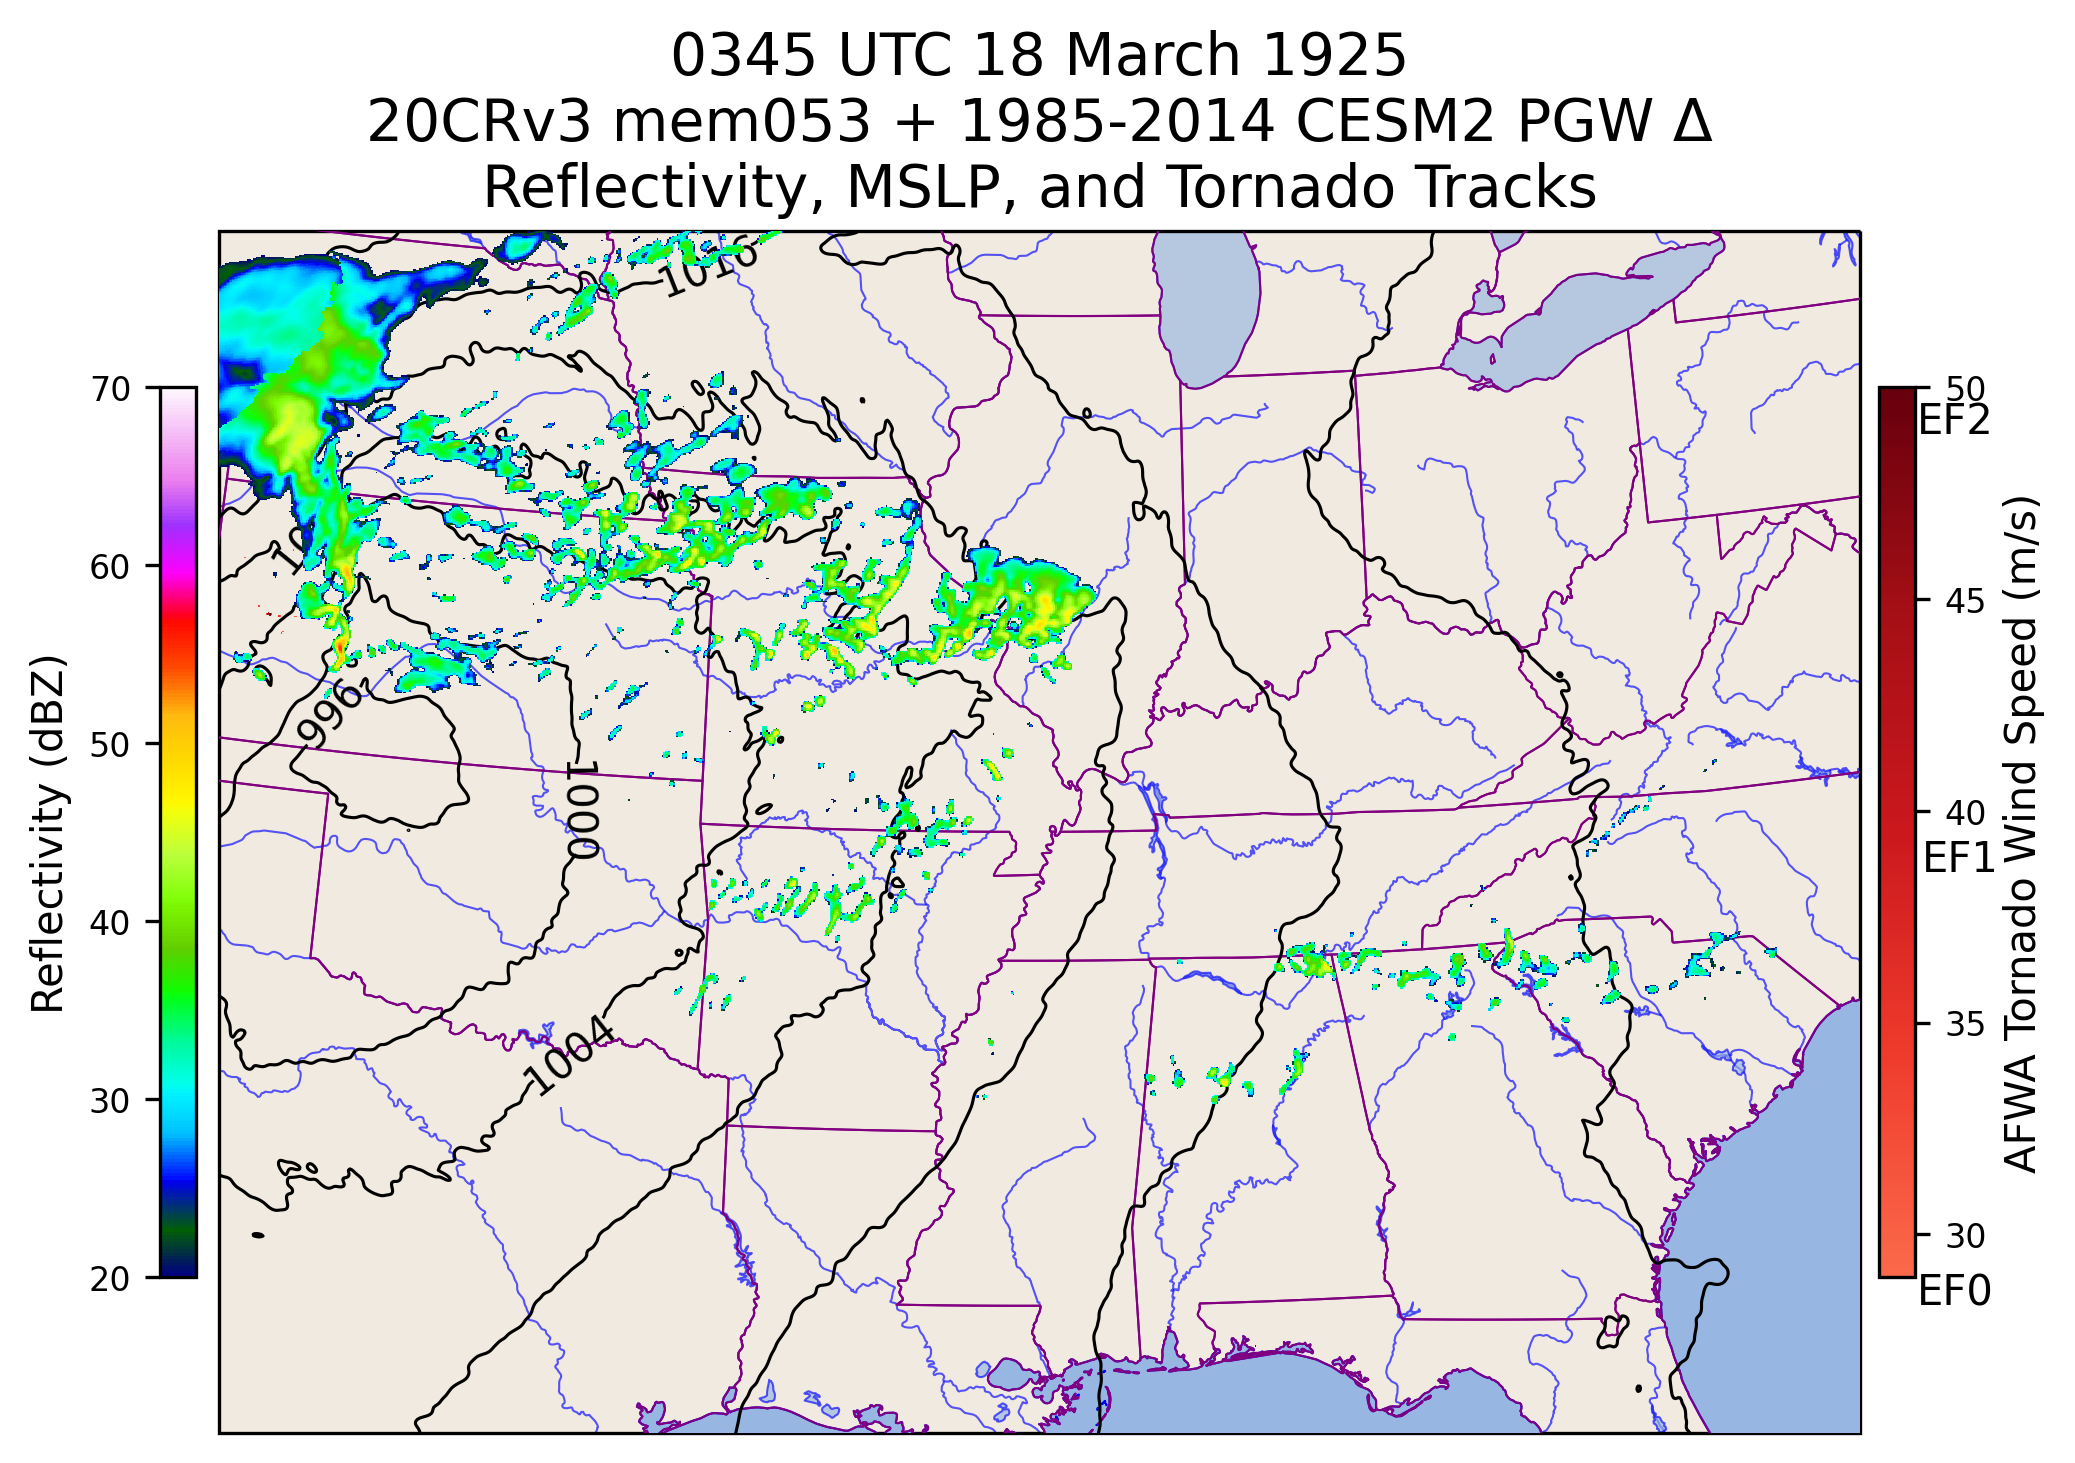 0345 UTC 18 March 1925
20CRv3 mem053 + 1985-2014 CESM2 PGW Δ
Reflectivity, MSLP, and Tornado Tracks
1016
996
1000
1004
Reflectivity (dBZ)
70
60
50
40
30
20
50
EF2
45
40
EF1
35
30
EF0
AFWA Tornado Wind Speed (m/s)